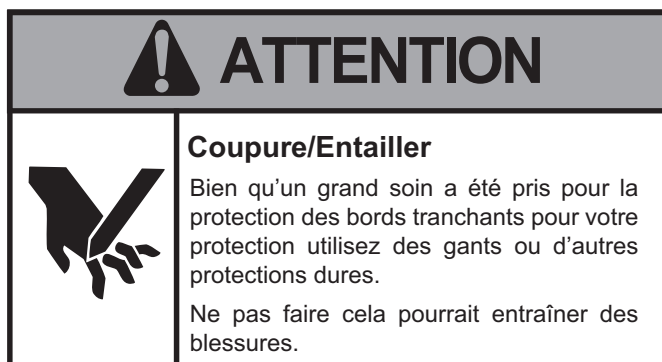 ATTENTION
Coupure/Entailler
Bien qu'un grand soin a été pris pour la
protection des bords tranchants pour votre
protection utilisez des gants ou d'autres
protections dures.
Ne pas faire cela pourrait entraîner des
blessures.